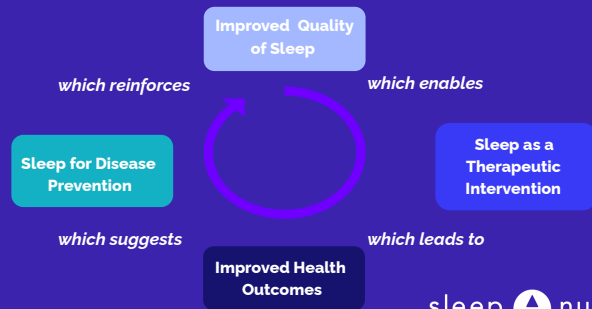 Improved Quality
of Sleep
which reinforces
which enables
Sleep for Disease
Prevention
Sleep as a
Therapeutic
Intervention
which suggests
which leads to
Improved Health
Outcomes
sleep